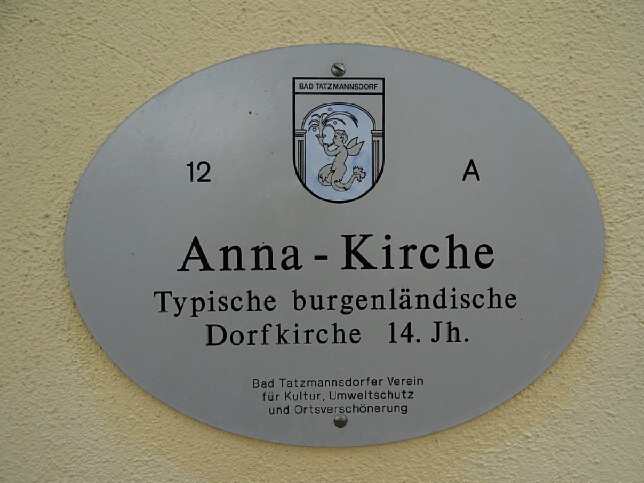 BAD TATZMANNSDORF
12 A
Anna - Kirche
Typische burgenländische
Dorfkirche 14. Jh.
Bad Tatzmannsdorfer Verein
für Kultur, Umweltschutz
und Ortsverschönerung